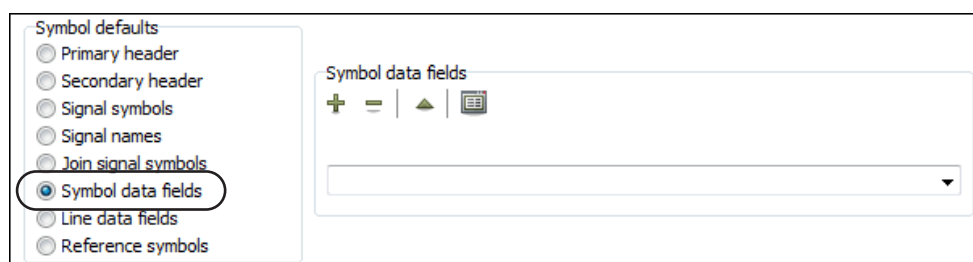 Symbol defaults
Primary header
Secondary header
Signal symbols
Signal names
Join signal symbols
Symbol data fields
Line data fields
Reference symbols
Symbol data fields